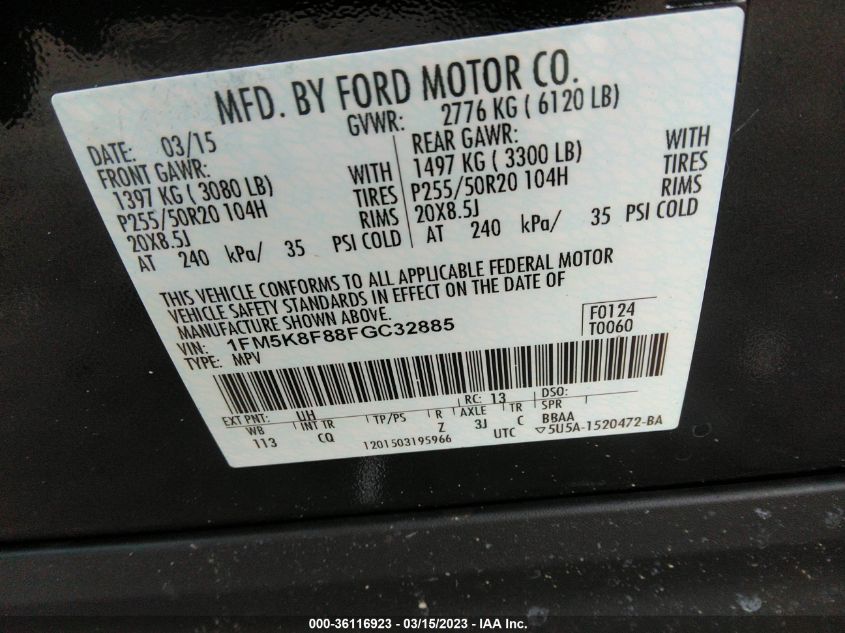 MFD. BY FORD MOTOR CO.
DATE: 03/15 GVWR: 2776 KG ( 6120 LB)
FRONT GAWR:
1397 KG ( 3080 LB) WITH
P255/50R20 104H TIRES
20X8.5J RIMS
AT 240 kPa/ 35 PSI COLD
REAR GAWR: WITH
1497 KG ( 3300 LB) TIRES
P255/50R20 104H RIMS
20X8.5J
AT 240 kPa/ 35 PSI COLD
THIS VEHICLE CONFORMS TO ALL APPLICABLE FEDERAL MOTOR
VEHICLE SAFETY STANDARDS IN EFFECT ON THE DATE OF
MANUFACTURE SHOWN ABOVE.
VIN: 1FM5K8F88FGC32885
TYPE: MPV
F0124
T0060
EXT PNT: UH RC: 13 DSO:
WB INT TR TP/PS R AXLE TR SPR
113 CQ Z 3J C BBAA
1201503195966 UTC ▽5U5A-1520472-BA
000-36116923 - 03/15/2023 - IAA Inc.